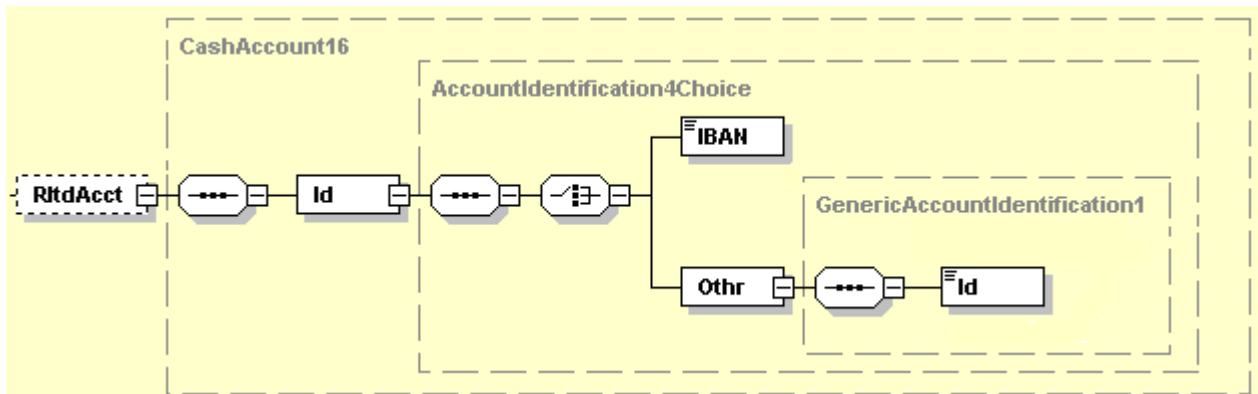 CashAccount16
AccountIdentification4Choice
IBAN
RltdAcct
Id
GenericAccountIdentification1
Othr
Id